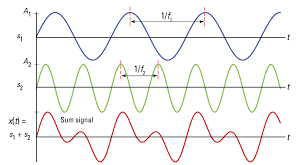 A₁
1/f₁
s₁
t
A₂
1/f₂
s₂
t
x(t) = Sum signal
s₁ + s₂
t